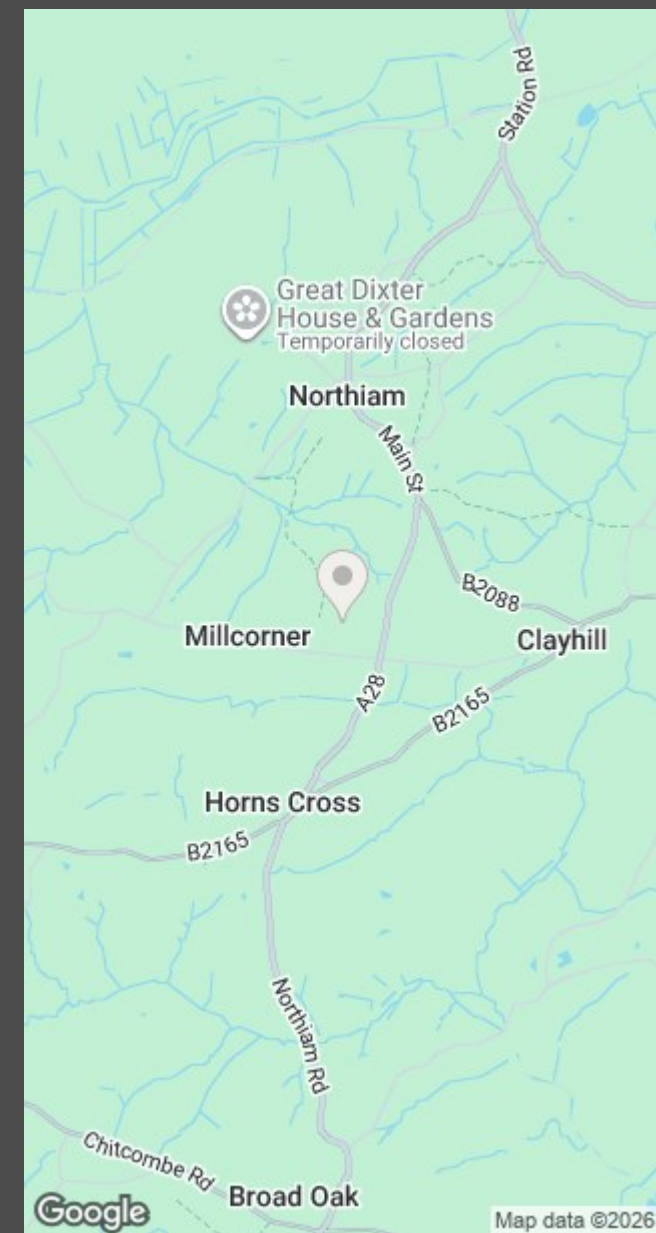 Station Rd
Great Dixter
House & Gardens
Temporarily closed
Northiam
Main St
B2088
Millcorner
Clayhill
A28
B2165
Horns Cross
B2165
Northiam Rd
Chitcombe Rd
Broad Oak
Google
Map data ©2026